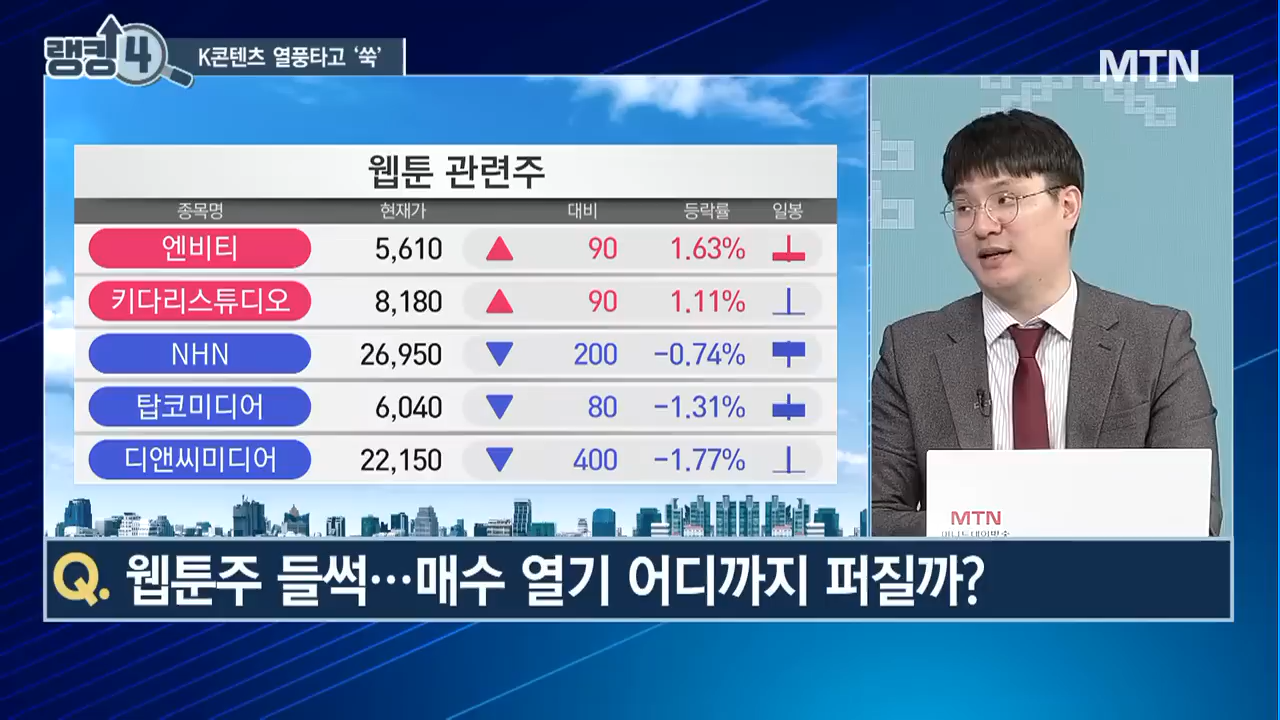 랭킹4
K콘텐츠 열풍타고 ‘쑥’
MTN
웹툰 관련주
종목명 현재가 대비 등락률 일봉
엔비티 5,610 ▲ 90 1.63%
키다리스튜디오 8,180 ▲ 90 1.11%
NHN 26,950 ▼ 200 -0.74%
탑코미디어 6,040 ▼ 80 -1.31%
디앤씨미디어 22,150 ▼ 400 -1.77%
MTN
Q. 웹툰주 들썩…매수 열기 어디까지 퍼질까?